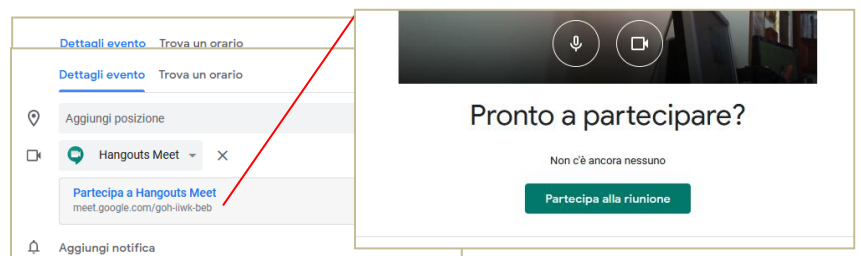 Dettagli evento Trova un orario
Dettagli evento Trova un orario
Aggiungi posizione
Hangouts Meet
Partecipa a Hangouts Meet
meet.google.com/goh-iiwk-beb
Aggiungi notifica
Pronto a partecipare?
Non c'è ancora nessuno
Partecipa alla riunione